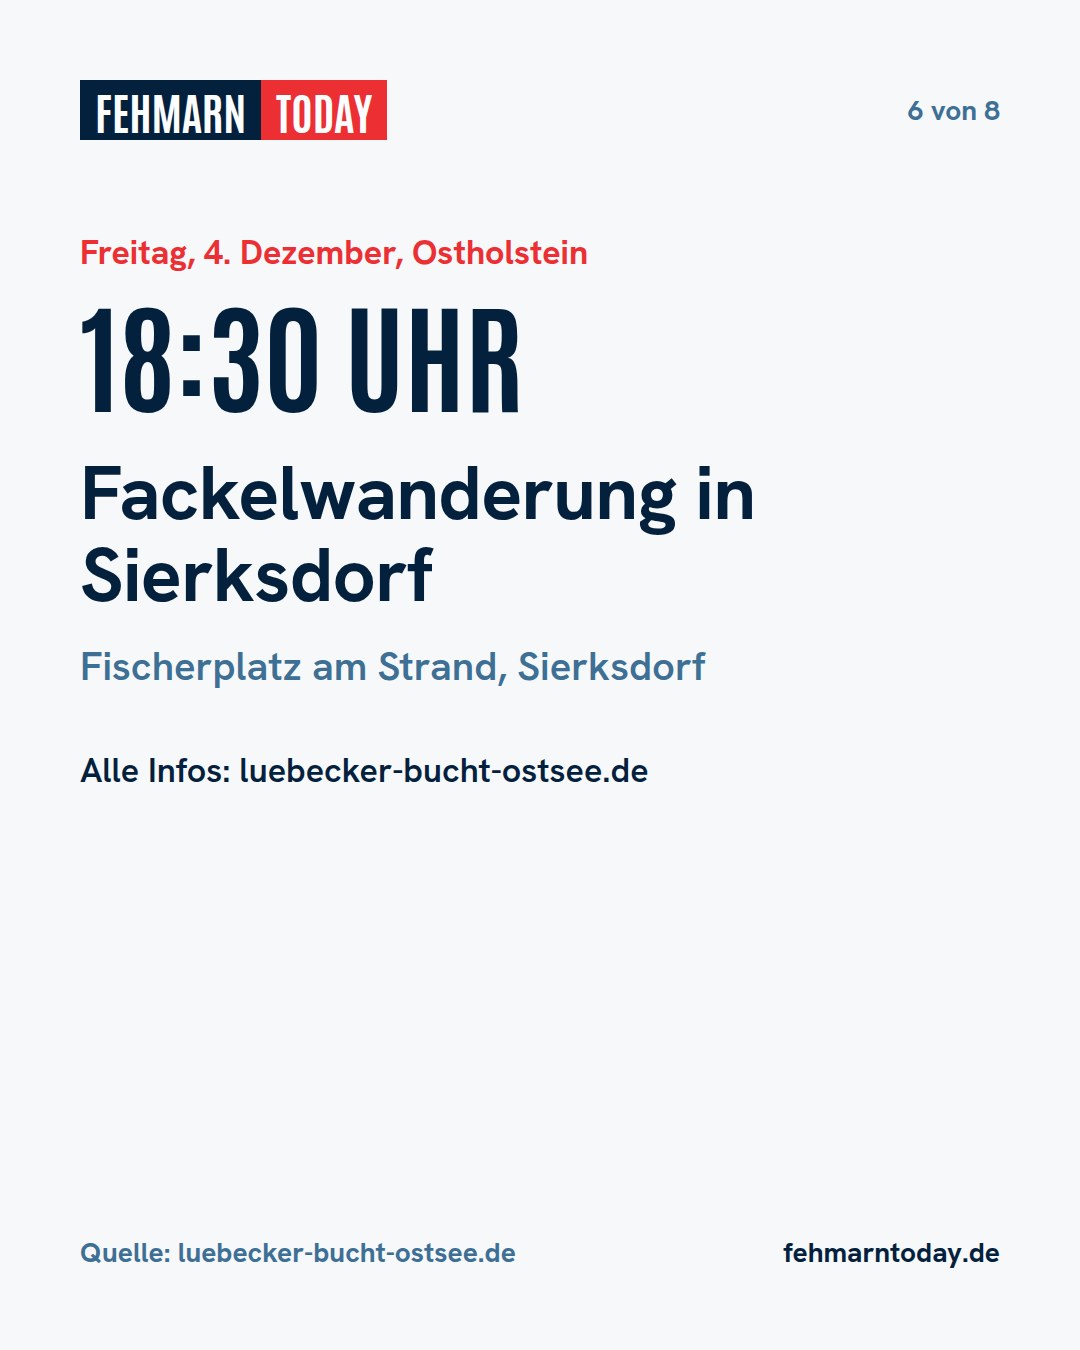 FEHMARN TODAY
6 von 8
Freitag, 4. Dezember, Ostholstein
18:30 UHR
Fackelwanderung in
Sierksdorf
Fischerplatz am Strand, Sierksdorf
Alle Infos: luebecker-bucht-ostsee.de
Quelle: luebecker-bucht-ostsee.de
fehmarntoday.de